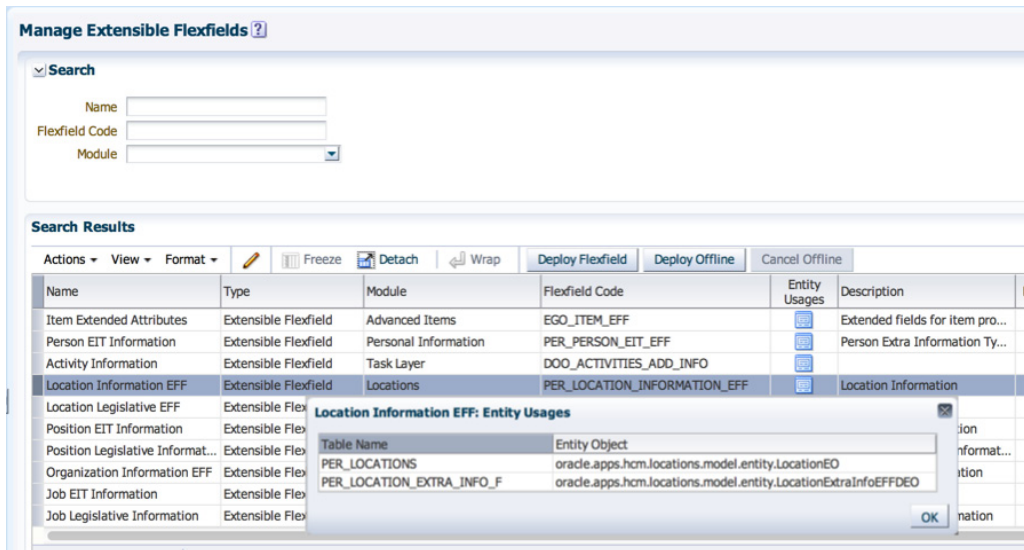 Manage Extensible Flexfields ?
Search
Name
Flexfield Code
Module
Search Results
Actions View Format Freeze Detach Wrap Deploy Flexfield Deploy Offline Cancel Offline
Name Type Module Flexfield Code Entity Usages Description
Item Extended Attributes Extensible Flexfield Advanced Items EGO_ITEM_EFF Extended fields for item pro...
Person EIT Information Extensible Flexfield Personal Information PER_PERSON_EIT_EFF Person Extra Information Ty...
Activity Information Extensible Flexfield Task Layer DOO_ACTIVITIES_ADD_INFO
Location Information EFF Extensible Flexfield Locations PER_LOCATION_INFORMATION_EFF Location Information
Location Legislative EFF Extensible Flex
Position EIT Information Extensible Flex tion
Position Legislative Informat... Extensible Flex nformat...
Organization Information EFF Extensible Flex ation
Job EIT Information Extensible Flex
Job Legislative Information Extensible Flex mation
Location Information EFF: Entity Usages
Table Name Entity Object
PER_LOCATIONS oracle.apps.hcm.locations.model.entity.LocationEO
PER_LOCATION_EXTRA_INFO_F oracle.apps.hcm.locations.model.entity.LocationExtraInfoEFFDEO
OK